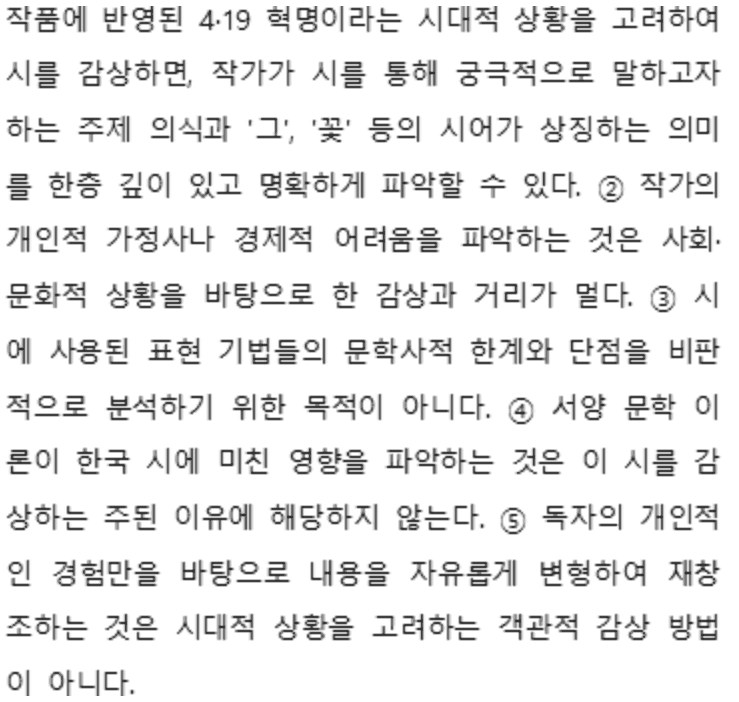 작품에 반영된 4·19 혁명이라는 시대적 상황을 고려하여
시를 감상하면, 작가가 시를 통해 궁극적으로 말하고자
하는 주제 의식과 '그', '꽃' 등의 시어가 상징하는 의미
를 한층 깊이 있고 명확하게 파악할 수 있다. ② 작가의
개인적 가정사나 경제적 어려움을 파악하는 것은 사회·
문화적 상황을 바탕으로 한 감상과 거리가 멀다. ③ 시
에 사용된 표현 기법들의 문학사적 한계와 단점을 비판
적으로 분석하기 위한 목적이 아니다. ④ 서양 문학 이
론이 한국 시에 미친 영향을 파악하는 것은 이 시를 감
상하는 주된 이유에 해당하지 않는다. ⑤ 독자의 개인적
인 경험만을 바탕으로 내용을 자유롭게 변형하여 재창
조하는 것은 시대적 상황을 고려하는 객관적 감상 방법
이 아니다.